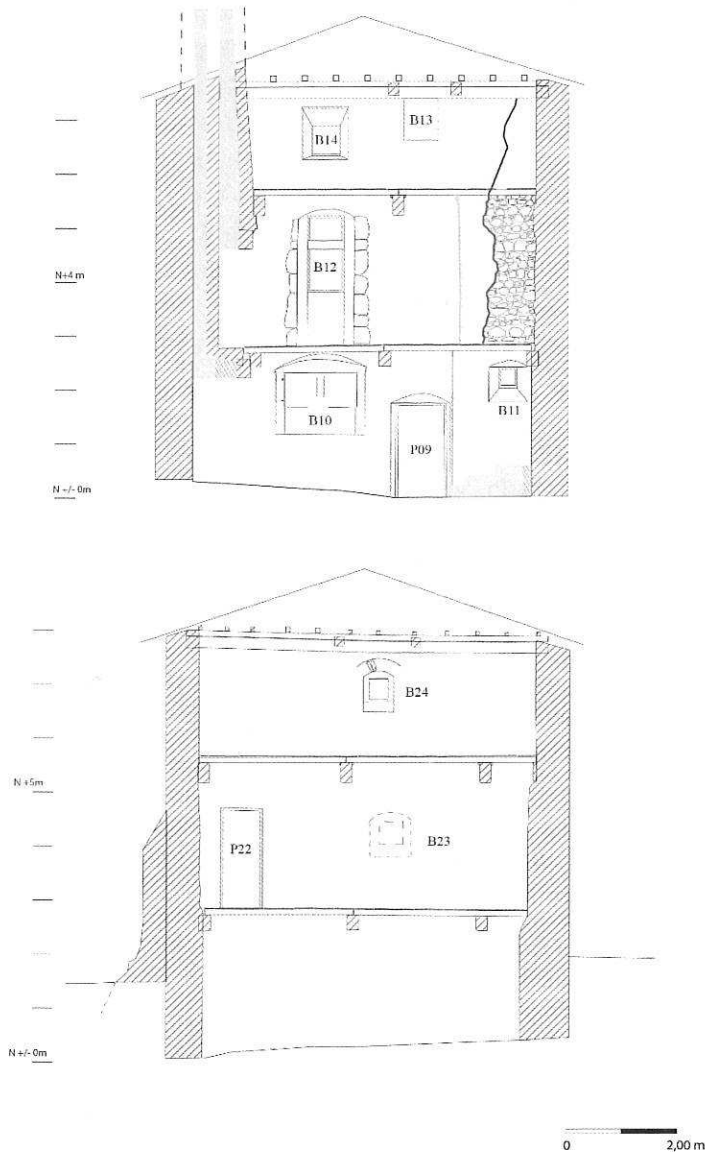 B14
B13
N+4 m
B12
B10
P09
B11
N +/- 0m
B24
N +5m
P22
B23
N +/- 0m
0
2,00 m